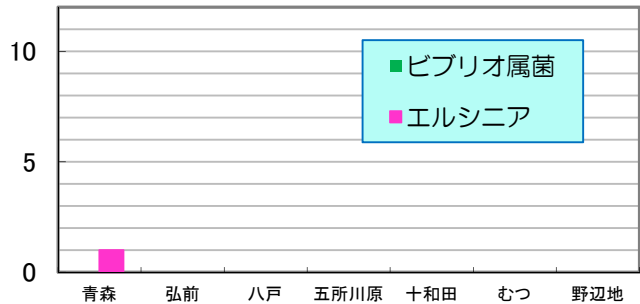 10
5
0
ビブリオ属菌
エルシニア
青森 弘前 八戸 五所川原 十和田 むつ 野辺地